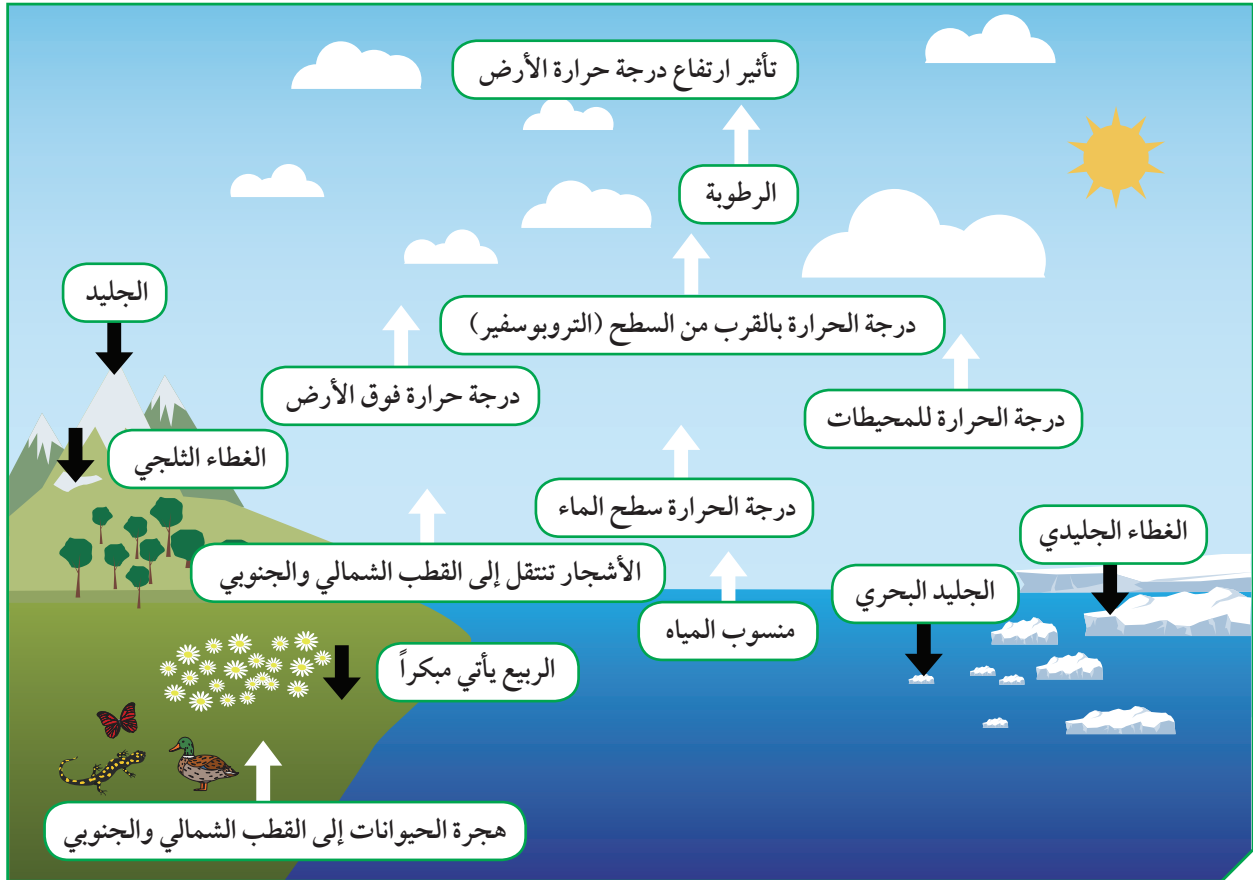 تأثير ارتفاع درجة حرارة الأرض
الرطوبة
الجليد
درجة الحرارة بالقرب من السطح (التروبوسفير)
درجة حرارة فوق الأرض
درجة الحرارة للمحيطات
الغطاء الثلجي
درجة الحرارة سطح الماء
الغطاء الجليدي
الأشجار تنتقل إلى القطب الشمالي والجنوبي
الجليد البحري
منسوب المياه
الربيع يأتي مبكراً
هجرة الحيوانات إلى القطب الشمالي والجنوبي